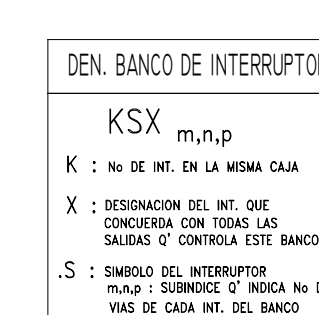 DEN. BANCO DE INTERRUPTO
KSX m,n,p
K : No DE INT. EN LA MISMA CAJA
X : DESIGNACION DEL INT. QUE
CONCUERDA CON TODAS LAS
SALIDAS Q' CONTROLA ESTE BANCO
.S : SIMBOLO DEL INTERRUPTOR
m,n,p : SUBINDICE Q' INDICA No D
VIAS DE CADA INT. DEL BANCO